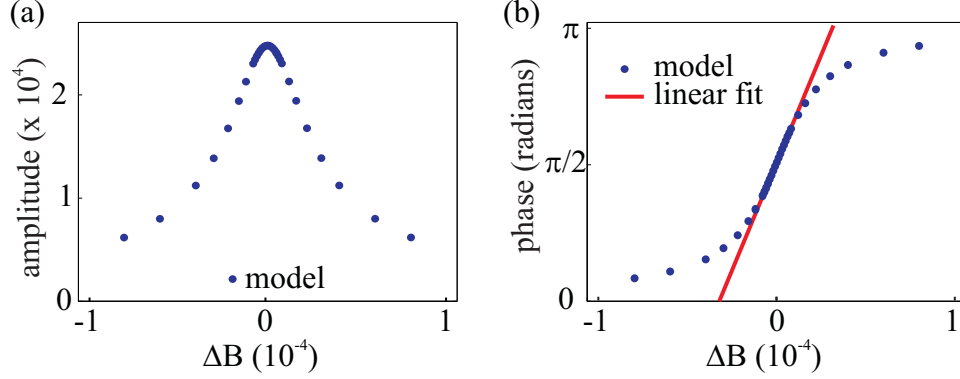 (a)
amplitude (x 10⁴)
2
1
0
model
-1
0
1
ΔB (10⁻⁴)
(b)
phase (radians)
π
π/2
0
model
linear fit
-1
0
1
ΔB (10⁻⁴)